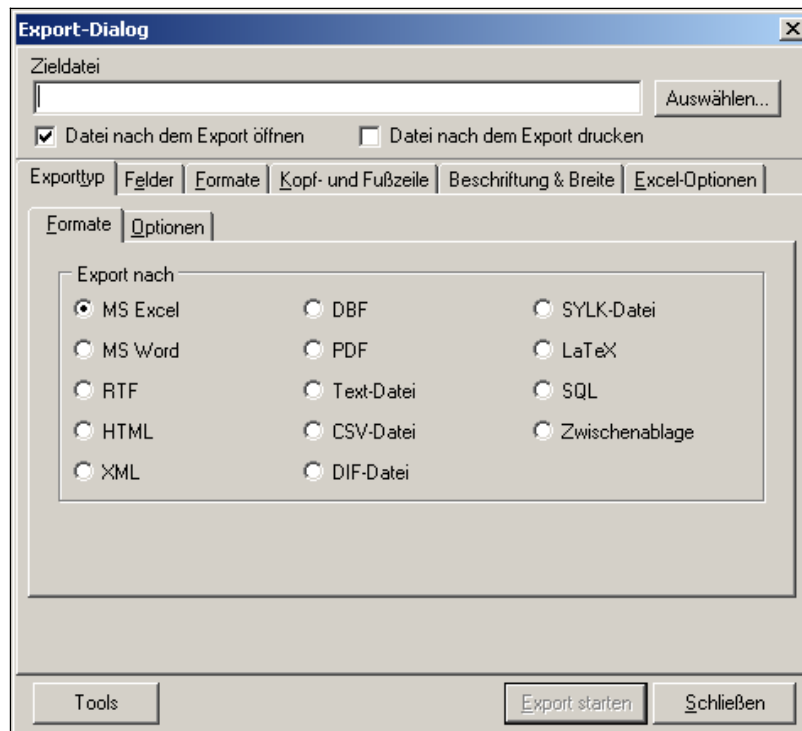 Export-Dialog
Zieldatei
Auswählen...
Datei nach dem Export öffnen Datei nach dem Export drucken
Exporttyp Felder Formate Kopf- und Fußzeile Beschriftung & Breite Excel-Optionen
Formate Optionen
Export nach
MS Excel DBF SYLK-Datei
MS Word PDF LaTeX
RTF Text-Datei SQL
HTML CSV-Datei Zwischenablage
XML DIF-Datei
Tools Export starten Schließen